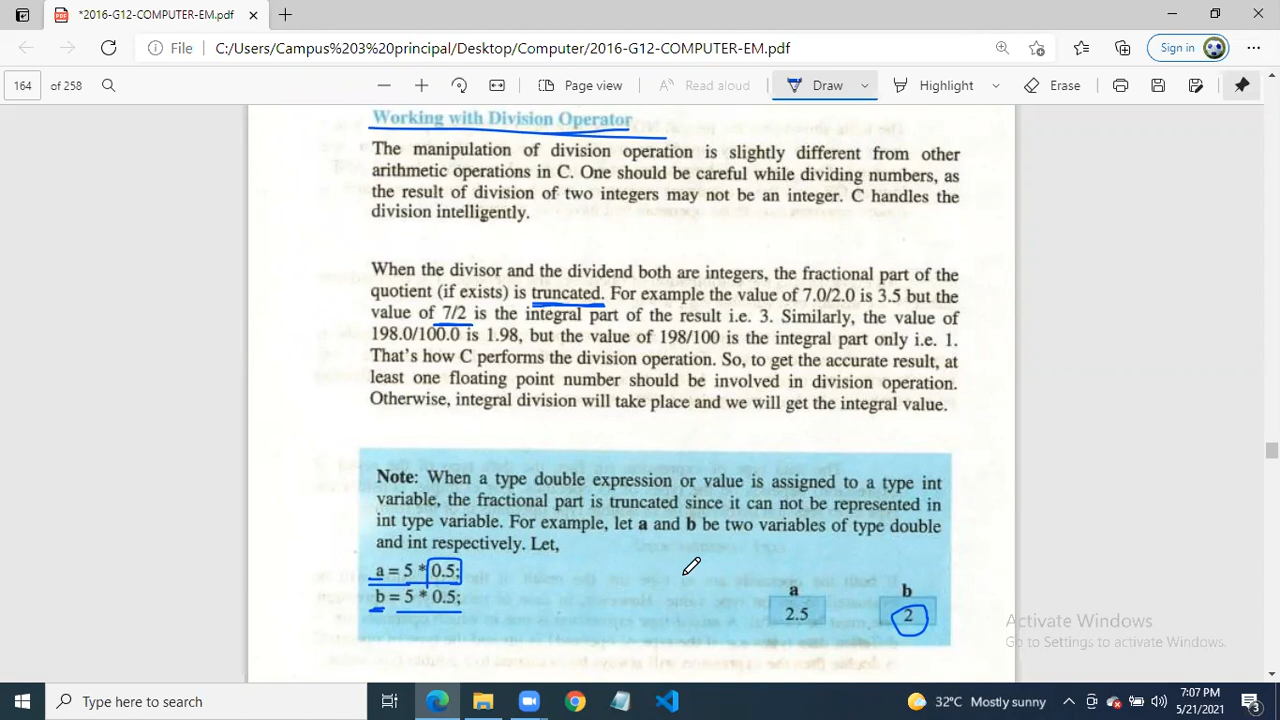 *2016-G12-COMPUTER-EM.pdf
File C:/Users/Campus%203%20principal/Desktop/Computer/2016-G12-COMPUTER-EM.pdf Sign in
164 of 258 Page view Read aloud Draw Highlight Erase
Working with Division Operator
The manipulation of division operation is slightly different from other
arithmetic operations in C. One should be careful while dividing numbers, as
the result of division of two integers may not be an integer. C handles the
division intelligently.
When the divisor and the dividend both are integers, the fractional part of the
quotient (if exists) is truncated. For example the value of 7.0/2.0 is 3.5 but the
value of 7/2 is the integral part of the result i.e. 3. Similarly, the value of
198.0/100.0 is 1.98, but the value of 198/100 is the integral part only i.e. 1.
That's how C performs the division operation. So, to get the accurate result, at
least one floating point number should be involved in division operation.
Otherwise, integral division will take place and we will get the integral value.
Note: When a type double expression or value is assigned to a type int
variable, the fractional part is truncated since it can not be represented in
int type variable. For example, let a and b be two variables of type double
and int respectively. Let,
a = 5 * 0.5;
b = 5 * 0.5;
a b
2.5 2
Activate Windows
Go to Settings to activate Windows.
Type here to search
32°C Mostly sunny
7:07 PM
5/21/2021
3